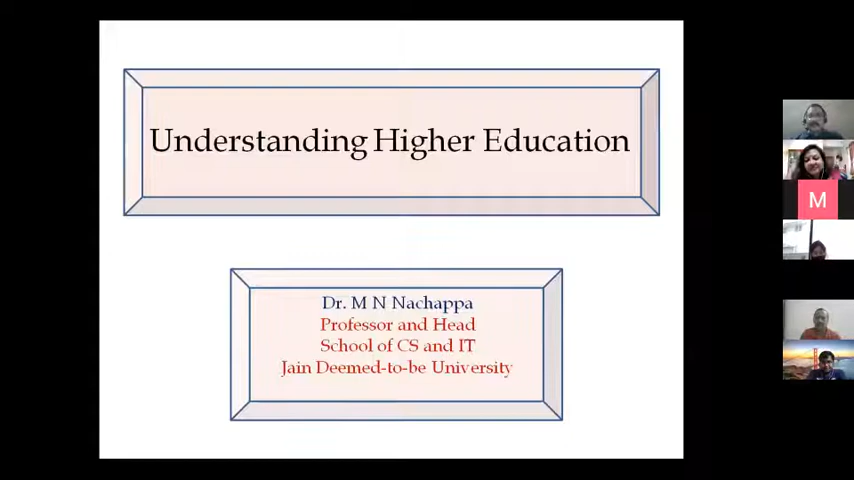 Understanding Higher Education
Dr. M N Nachappa
Professor and Head
School of CS and IT
Jain Deemed-to-be University
M